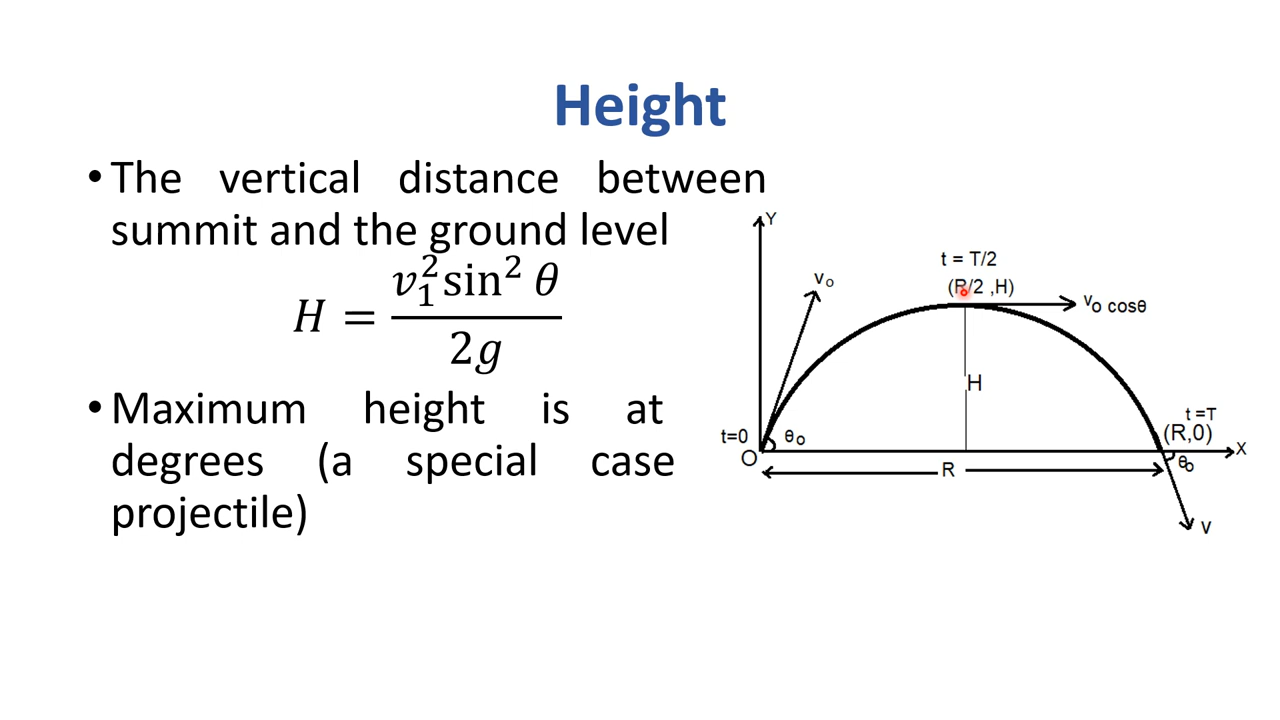 Height
• The vertical distance between
summit and the ground level
H = v₁² sin² θ / 2g
• Maximum height is at
degrees (a special case
projectile)
Y
t = T/2
v₀
(R/2 ,H)
v₀ cosθ
H
t =T
t=0
θ₀
(R,0)
O
X
θ₀
R
v